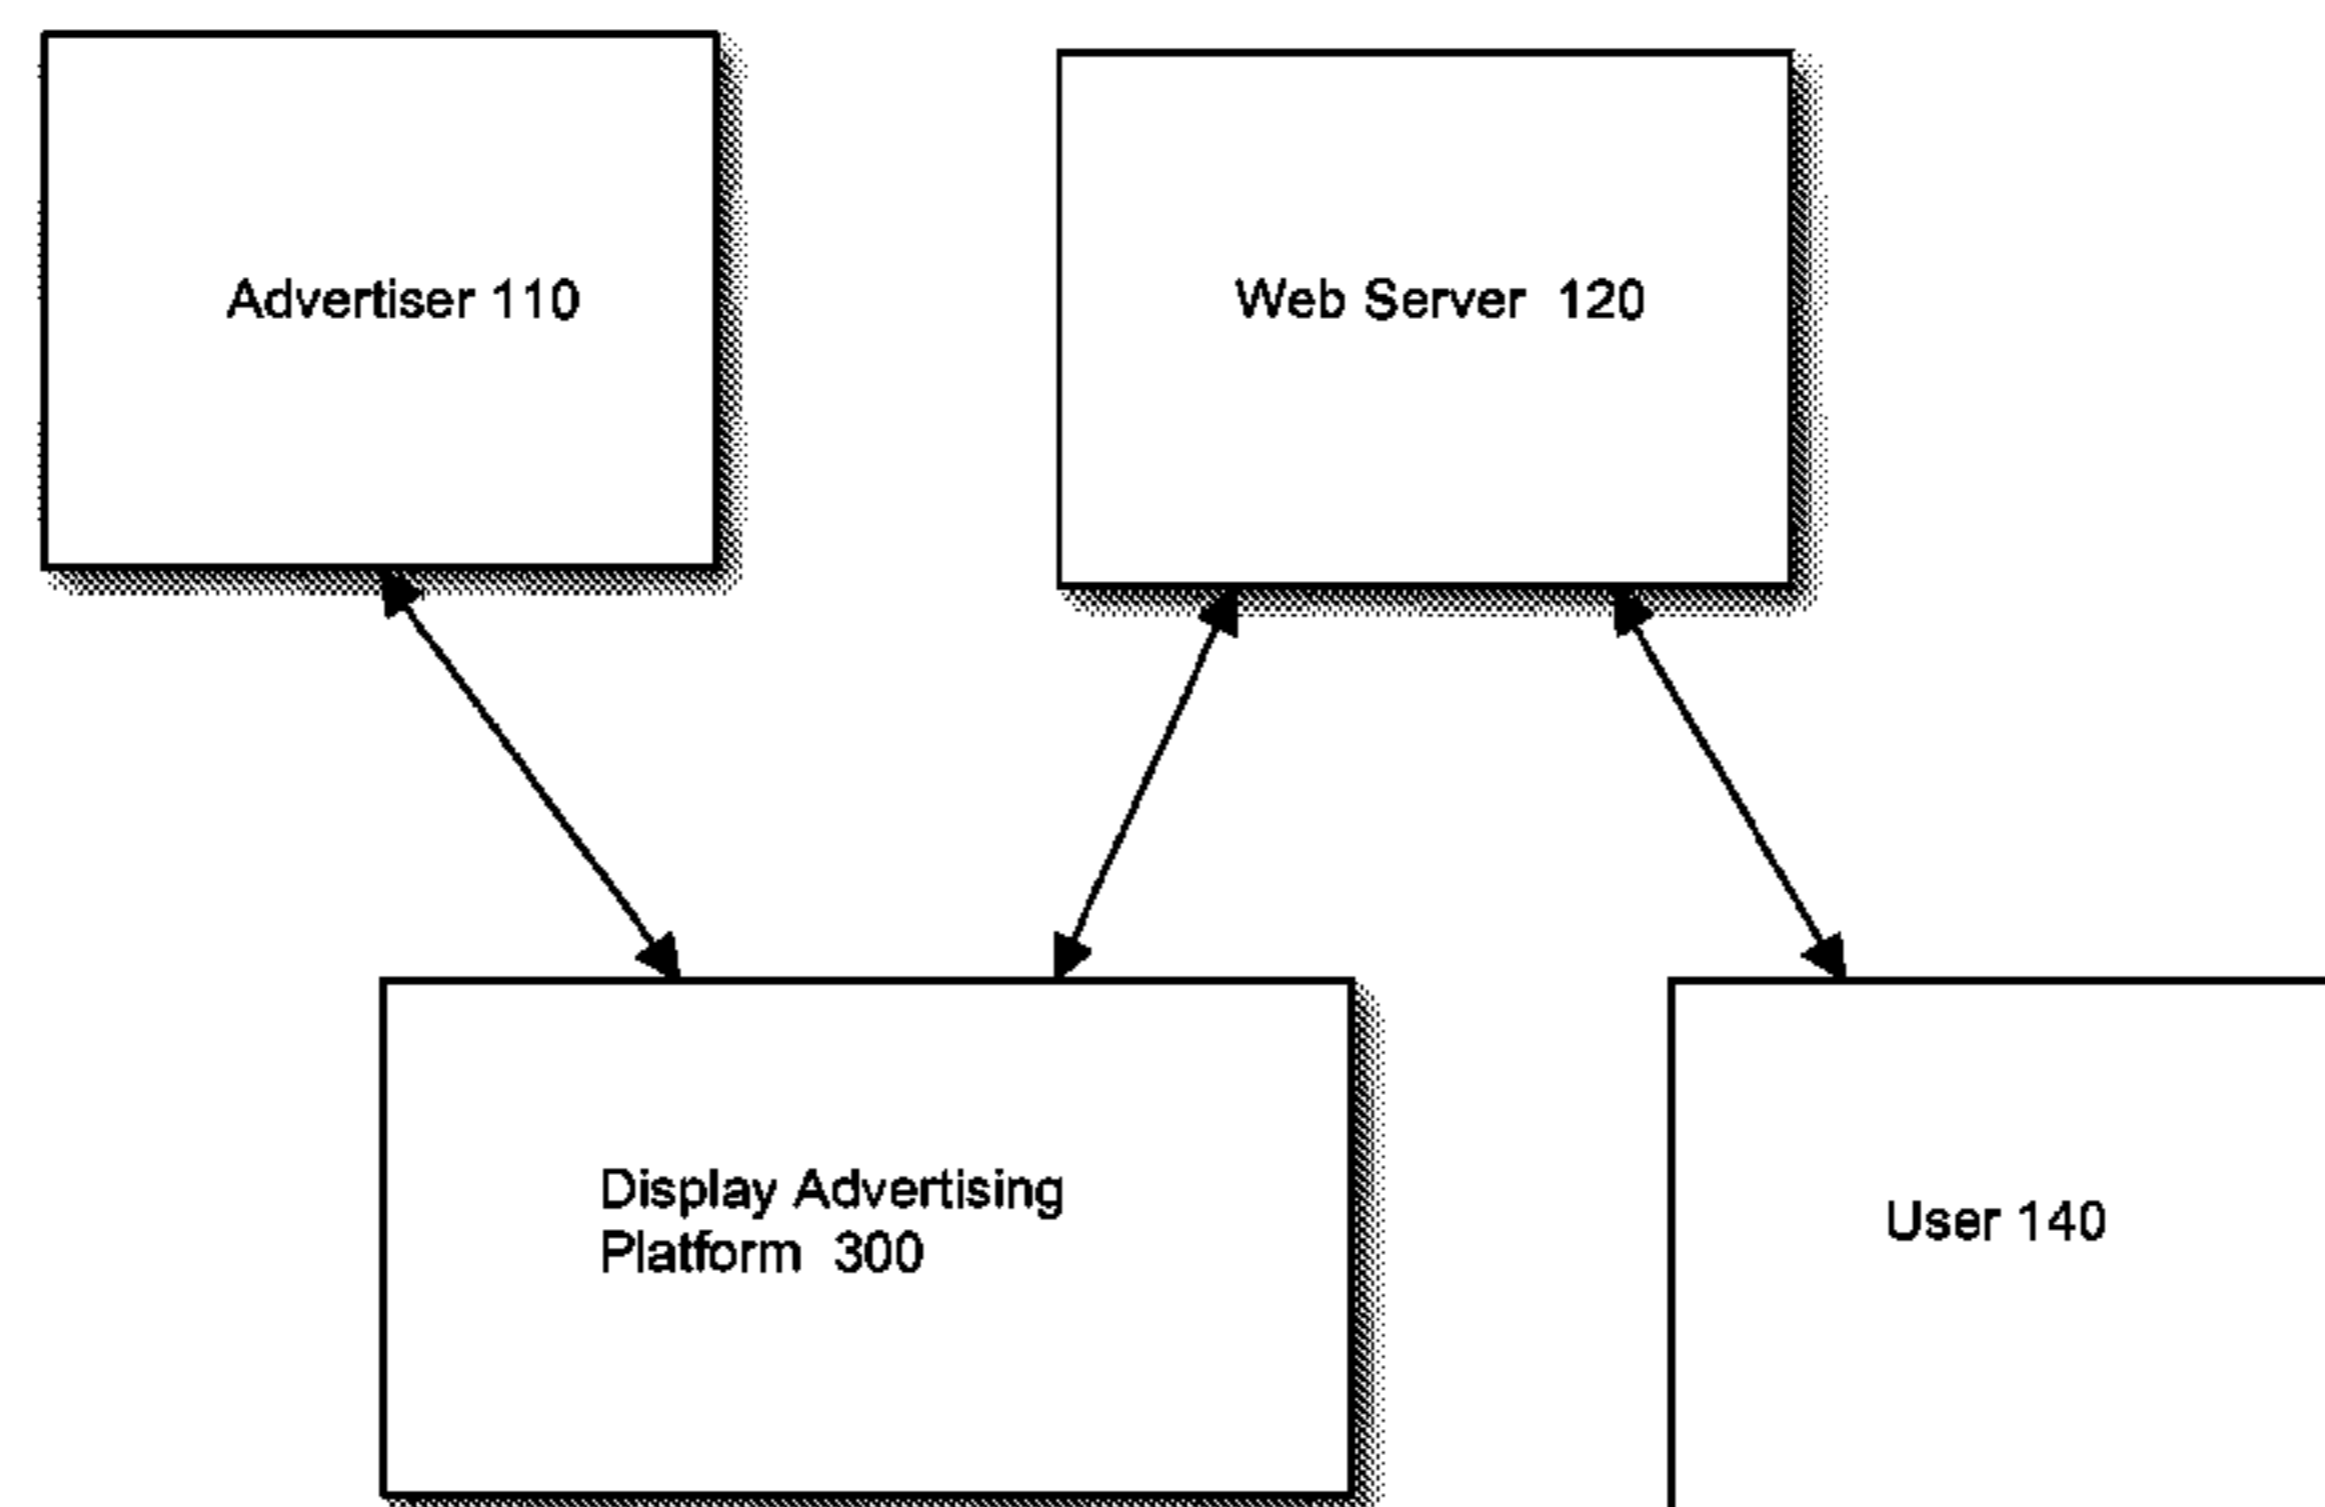 Advertiser 110
Web Server 120
Display Advertising
Platform 300
User 140